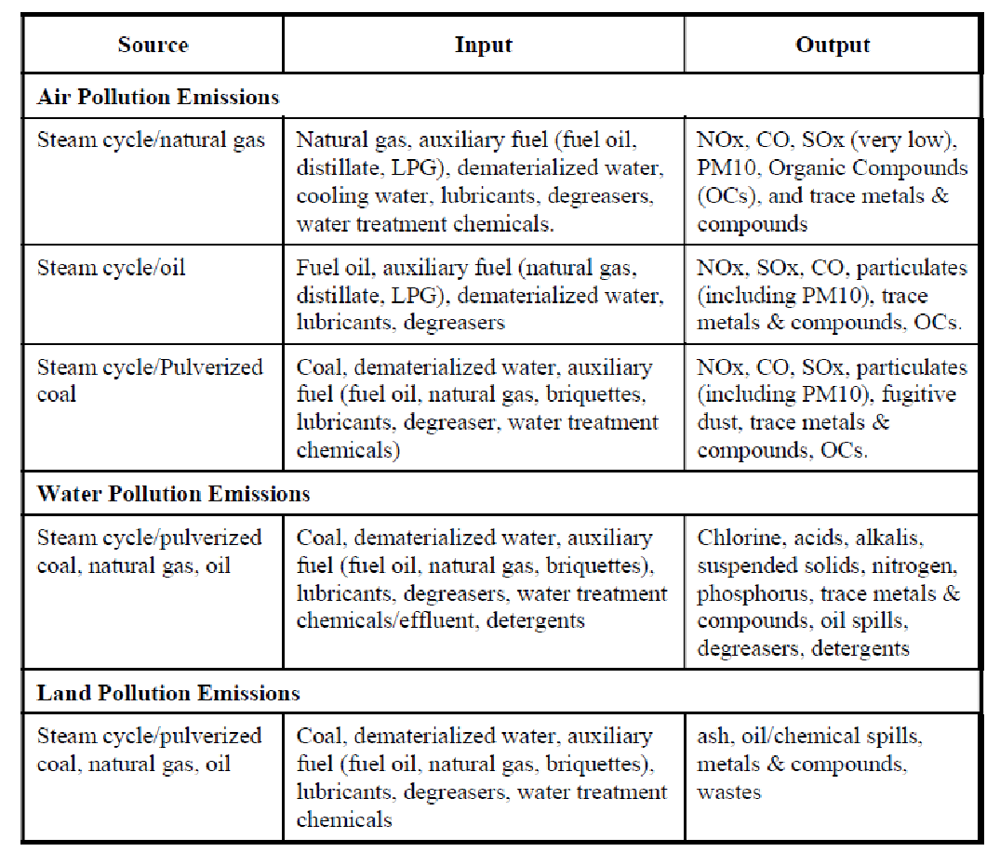 Source
Input
Output
Air Pollution Emissions
Steam cycle/natural gas
Natural gas, auxiliary fuel (fuel oil,
distillate, LPG), dematerialized water,
cooling water, lubricants, degreasers,
water treatment chemicals.
NOx, CO, SOx (very low),
PM10, Organic Compounds
(OCs), and trace metals &
compounds
Steam cycle/oil
Fuel oil, auxiliary fuel (natural gas,
distillate, LPG), dematerialized water,
lubricants, degreasers
NOx, SOx, CO, particulates
(including PM10), trace
metals & compounds, OCs.
Steam cycle/Pulverized
coal
Coal, dematerialized water, auxiliary
fuel (fuel oil, natural gas, briquettes,
lubricants, degreaser, water treatment
chemicals)
NOx, CO, SOx, particulates
(including PM10), fugitive
dust, trace metals &
compounds, OCs.
Water Pollution Emissions
Steam cycle/pulverized
coal, natural gas, oil
Coal, dematerialized water, auxiliary
fuel (fuel oil, natural gas, briquettes),
lubricants, degreasers, water treatment
chemicals/effluent, detergents
Chlorine, acids, alkalis,
suspended solids, nitrogen,
phosphorus, trace metals &
compounds, oil spills,
degreasers, detergents
Land Pollution Emissions
Steam cycle/pulverized
coal, natural gas, oil
Coal, dematerialized water, auxiliary
fuel (fuel oil, natural gas, briquettes),
lubricants, degreasers, water treatment
chemicals
ash, oil/chemical spills,
metals & compounds,
wastes